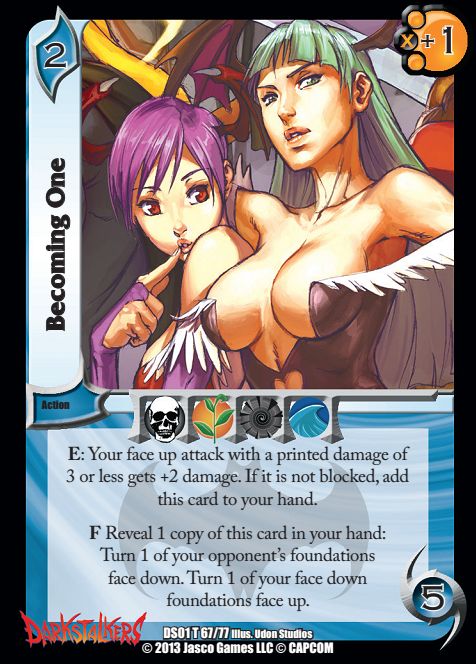 2
x + 1
Becoming One
Action
E: Your face up attack with a printed damage of
3 or less gets +2 damage. If it is not blocked, add
this card to your hand.
F Reveal 1 copy of this card in your hand:
Turn 1 of your opponent's foundations
face down. Turn 1 of your face down
foundations face up.
5
DARKSTALKERS
DS01 T 67/77 Illus. Udon Studios
© 2013 Jasco Games LLC © CAPCOM